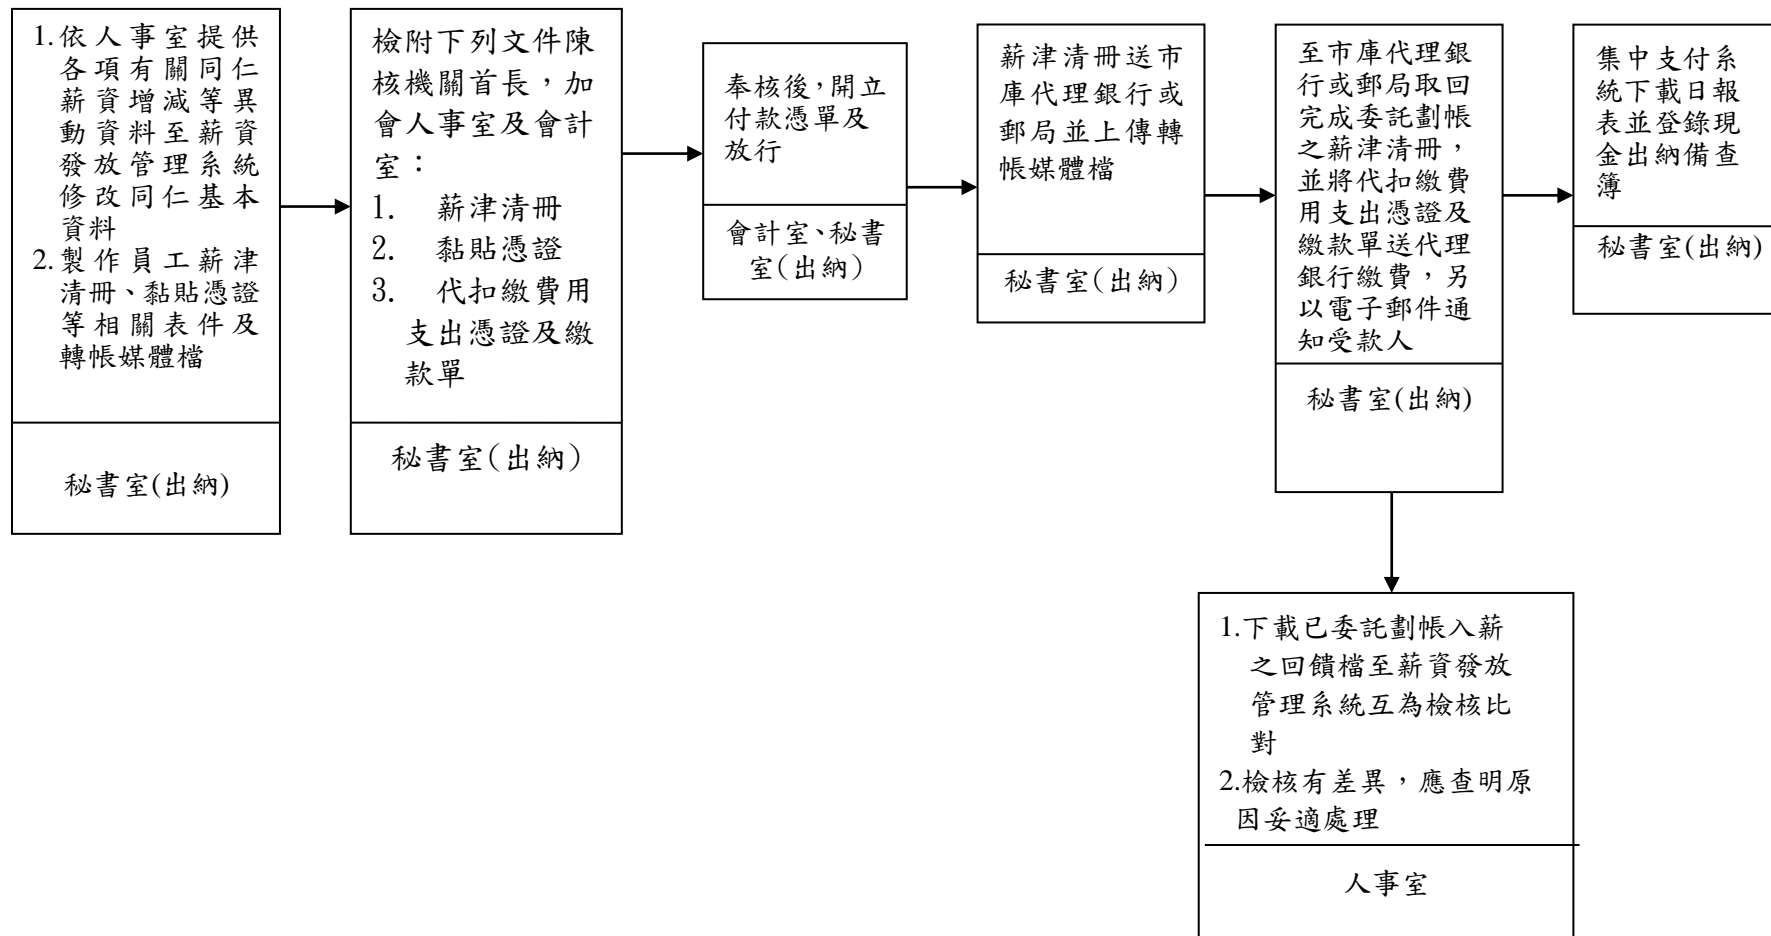 1.依人事室提供
各項有關同仁
薪資增減等異
動資料至薪資
發放管理系統
修改同仁基本
資料
2.製作員工薪津
清冊、黏貼憑證
等相關表件及
轉帳媒體檔
秘書室(出納)
檢附下列文件陳
核機關首長，加
會人事室及會計
室：
1. 薪津清冊
2. 黏貼憑證
3. 代扣繳費用
支出憑證及繳
款單
秘書室(出納)
奉核後，開立
付款憑單及
放行
會計室、秘書
室(出納)
薪津清冊送市
庫代理銀行或
郵局並上傳轉
帳媒體檔
秘書室(出納)
至市庫代理銀
行或郵局取回
完成委託劃帳
之薪津清冊，
並將代扣繳費
用支出憑證及
繳款單送代理
銀行繳費，另
以電子郵件通
知受款人
秘書室(出納)
集中支付系
統下載日報
表並登錄現
金出納備查
簿
秘書室(出納)
1.下載已委託劃帳入薪
之回饋檔至薪資發放
管理系統互為檢核比
對
2.檢核有差異，應查明原
因妥適處理
人事室